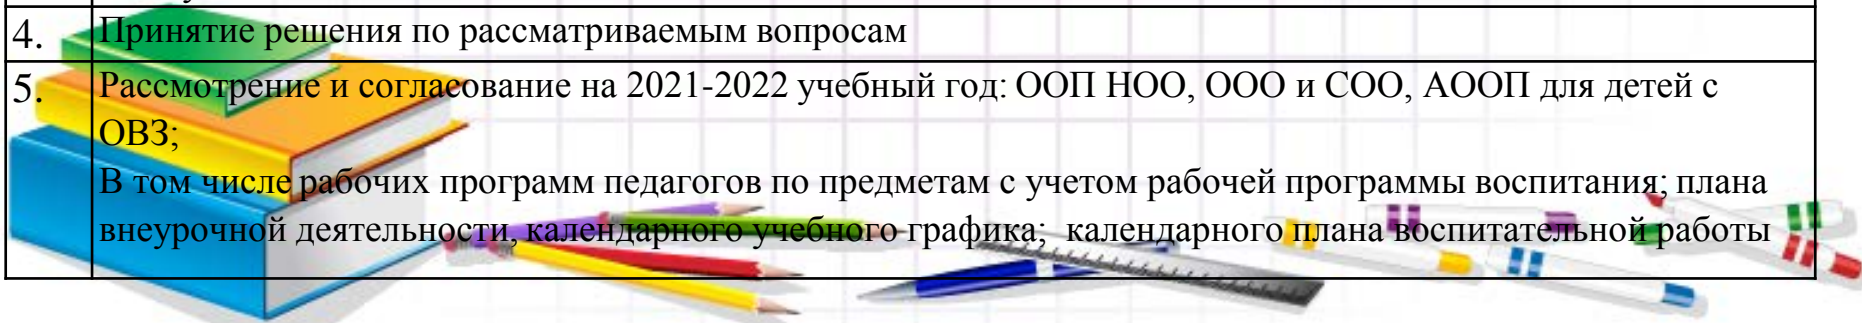 4. Принятие решения по рассматриваемым вопросам
5. Рассмотрение и согласование на 2021-2022 учебный год: ООП НОО, ООО и СОО, АООП для детей с
ОВЗ;
В том числе рабочих программ педагогов по предметам с учетом рабочей программы воспитания; плана
внеурочной деятельности, календарного учебного графика; календарного плана воспитательной работы